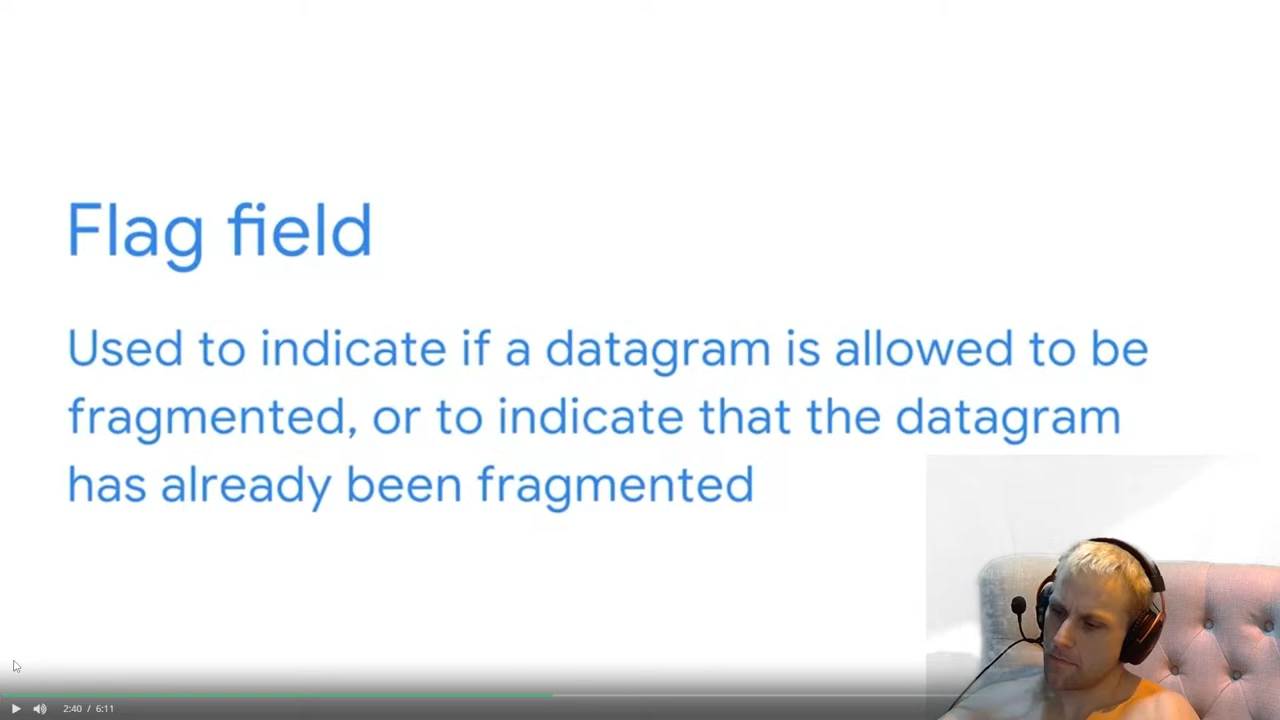 Flag field
Used to indicate if a datagram is allowed to be
fragmented, or to indicate that the datagram
has already been fragmented
2:40 / 6:11